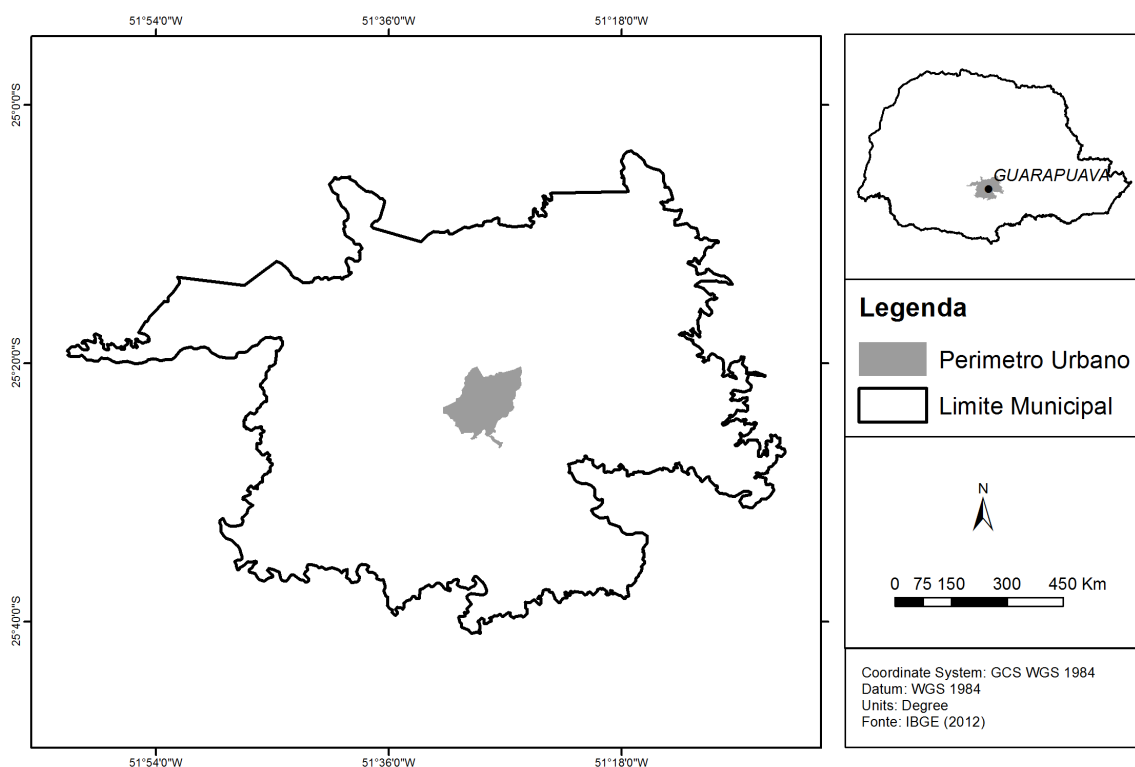 51°54'0"W 51°36'0"W 51°18'0"W
25°0'0"S
25°20'0"S
25°40'0"S
51°54'0"W 51°36'0"W 51°18'0"W
GUARAPUAVA
Legenda
Perimetro Urbano
Limite Municipal
N
0 75 150 300 450 Km
Coordinate System: GCS WGS 1984
Datum: WGS 1984
Units: Degree
Fonte: IBGE (2012)